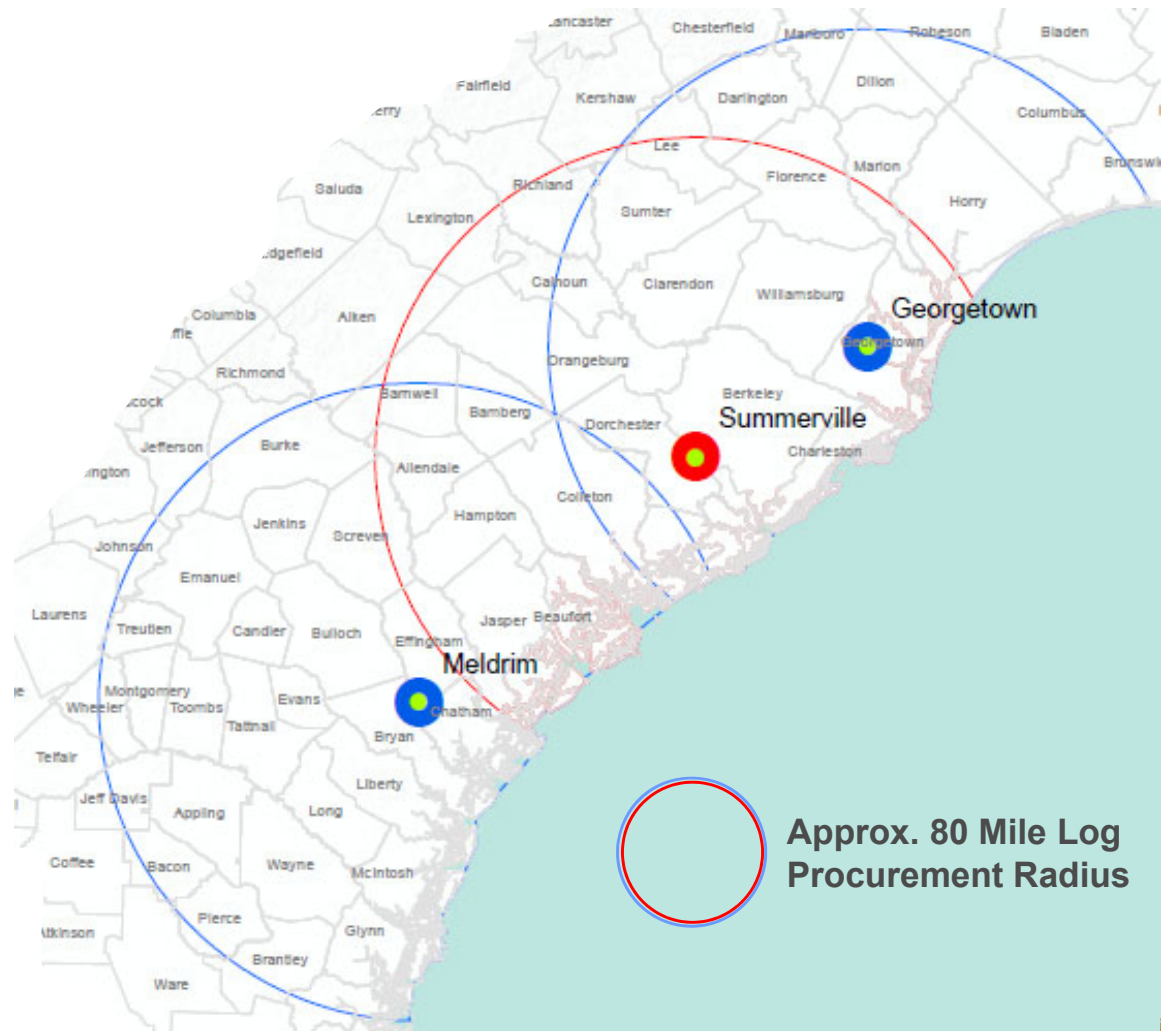 Chesterfield
Marlboro
Robeson
Bladen
Fairfield
Kershaw
Darlington
Dillon
Columbus
Lee
Richland
Florence
Marion
Saluda
Lexington
Sumter
Horry
Calhoun
Clarendon
Williamsburg
Georgetown
Columbia
Aiken
Georgetown
Richmond
Orangeburg
Barnwell
Bamberg
Berkeley
Dorchester
Summerville
Jefferson
Burke
Charleston
Allendale
Colleton
Hampton
Jenkins
Screven
Johnson
Emanuel
Laurens
Treutlen
Candler
Bulloch
Jasper
Beaufort
Effingham
Meldrim
Montgomery
Wheeler
Toombs
Evans
Chatham
Tattnall
Bryan
Telfair
Liberty
Jeff Davis
Appling
Long
Approx. 80 Mile Log
Procurement Radius
Coffee
Bacon
Wayne
McIntosh
Pierce
Glynn
Brantley
Ware